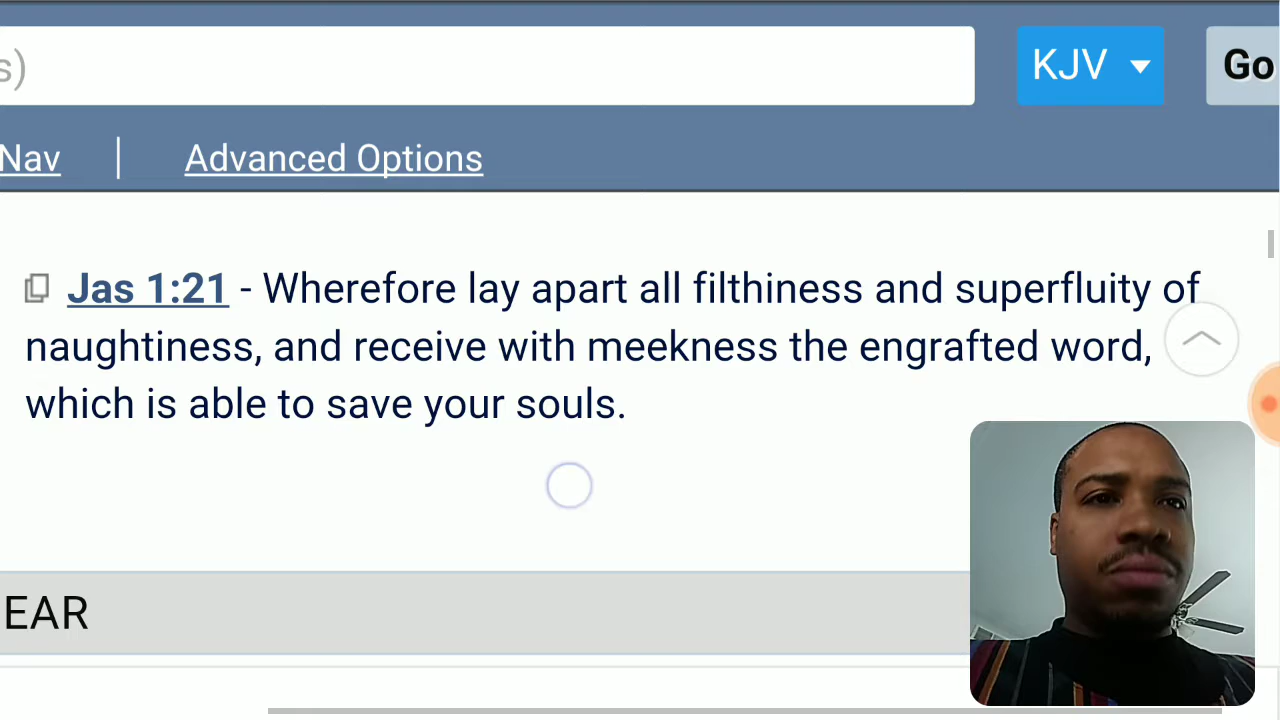 s)
KJV
Go
Nav | Advanced Options
Jas 1:21 - Wherefore lay apart all filthiness and superfluity of
naughtiness, and receive with meekness the engrafted word,
which is able to save your souls.
EAR